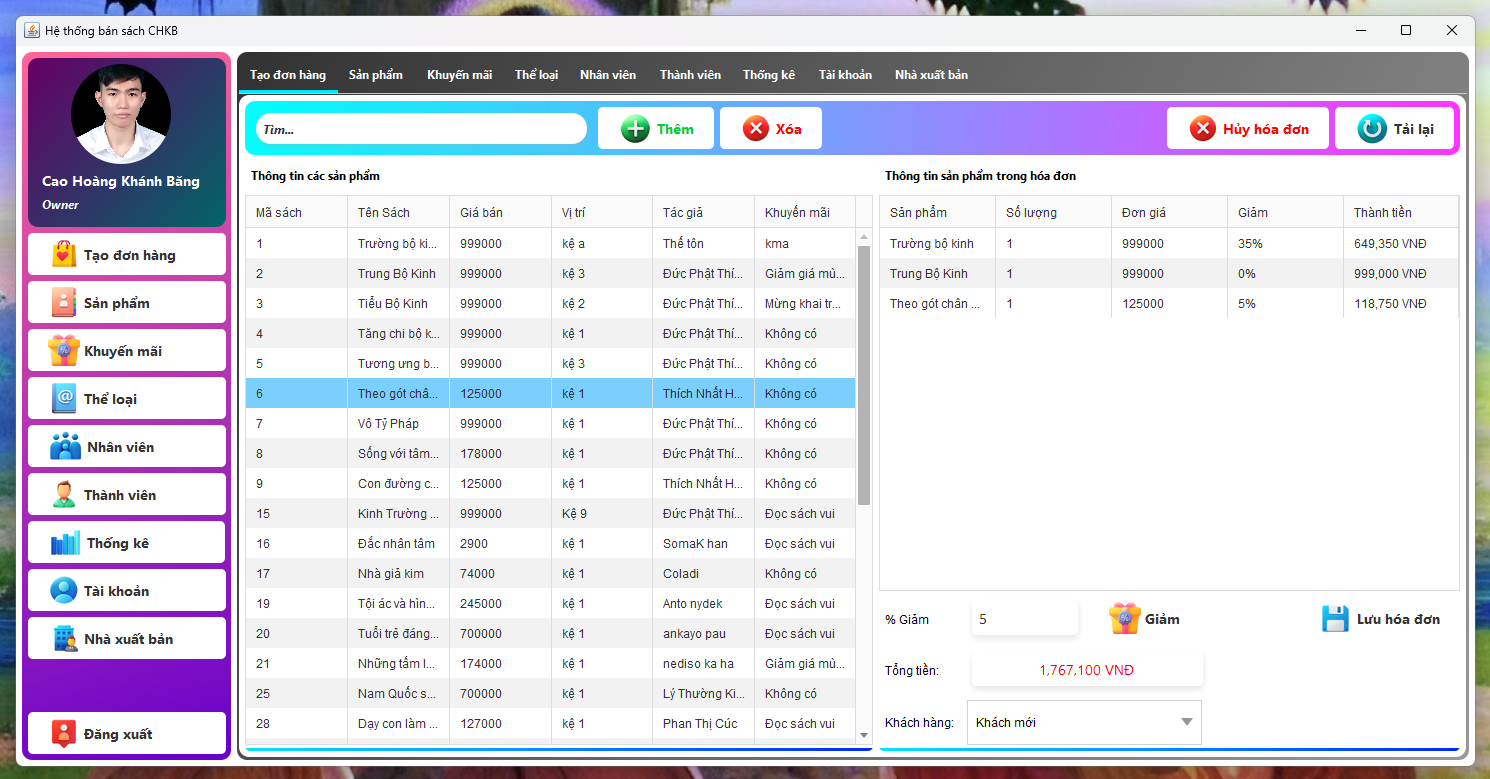 Hệ thống bán sách CHKB
Cao Hoàng Khánh Băng
Owner
Tạo đơn hàng
Sản phẩm
Khuyến mãi
Thể loại
Nhân viên
Thành viên
Thống kê
Tài khoản
Nhà xuất bản
Đăng xuất
Tạo đơn hàng Sản phẩm Khuyến mãi Thể loại Nhân viên Thành viên Thống kê Tài khoản Nhà xuất bản
Tìm... Thêm Xóa Hủy hóa đơn Tải lại
Thông tin các sản phẩm
Mã sách Tên Sách Giá bán Vị trí Tác giả Khuyến mãi
1 Trường bộ ki... 999000 kệ a Thế tôn kma
2 Trung Bộ Kinh 999000 kệ 3 Đức Phật Thí... Giảm giá mù...
3 Tiểu Bộ Kinh 999000 kệ 2 Đức Phật Thí... Mừng khai tr...
4 Tăng chi bộ k... 999000 kệ 1 Đức Phật Thí... Không có
5 Tương ưng b... 999000 kệ 3 Đức Phật Thí... Không có
6 Theo gót châ... 125000 kệ 1 Thích Nhất H... Không có
7 Vô Tỷ Pháp 999000 kệ 1 Đức Phật Thí... Không có
8 Sống với tâm... 178000 kệ 1 Đức Phật Thí... Không có
9 Con đường c... 125000 kệ 1 Thích Nhất H... Không có
15 Kinh Trường ... 999000 Kệ 9 Đức Phật Thí... Đọc sách vui
16 Đắc nhân tâm 2900 kệ 1 SomaK han Đọc sách vui
17 Nhà giả kim 74000 kệ 1 Coladi Không có
19 Tội ác và hìn... 245000 kệ 1 Anto nydek Đọc sách vui
20 Tuổi trẻ đáng... 700000 kệ 1 ankayo pau Đọc sách vui
21 Những tấm l... 174000 kệ 1 nediso ka ha Giảm giá mù...
25 Nam Quốc s... 700000 kệ 1 Lý Thường Ki... Không có
28 Dạy con làm ... 127000 kệ 1 Phan Thị Cúc Đọc sách vui
Thông tin sản phẩm trong hóa đơn
Sản phẩm Số lượng Đơn giá Giảm Thành tiền
Trường bộ kinh 1 999000 35% 649,350 VNĐ
Trung Bộ Kinh 1 999000 0% 999,000 VNĐ
Theo gót chân ... 1 125000 5% 118,750 VNĐ
% Giảm 5 Giảm Lưu hóa đơn
Tổng tiền: 1,767,100 VNĐ
Khách hàng: Khách mới